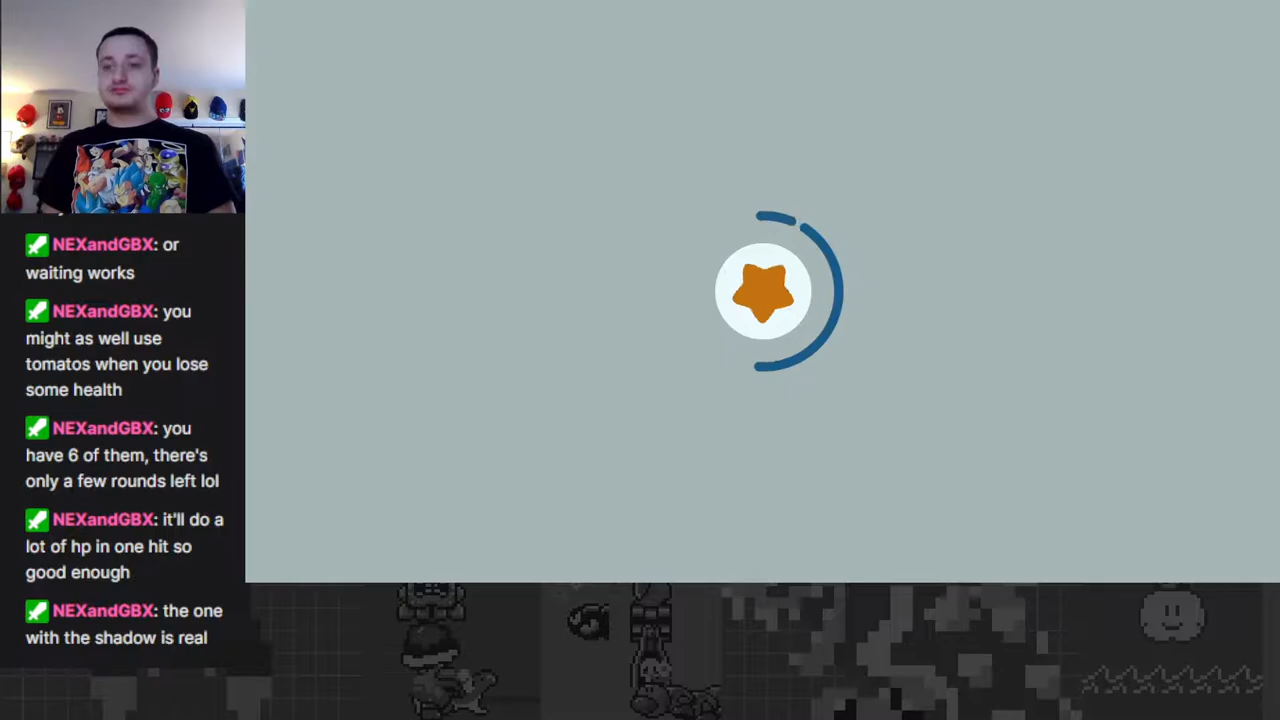 NEXandGBX: or
waiting works
NEXandGBX: you
might as well use
tomatos when you lose
some health
NEXandGBX: you
have 6 of them, there's
only a few rounds left lol
NEXandGBX: it'll do a
lot of hp in one hit so
good enough
NEXandGBX: the one
with the shadow is real